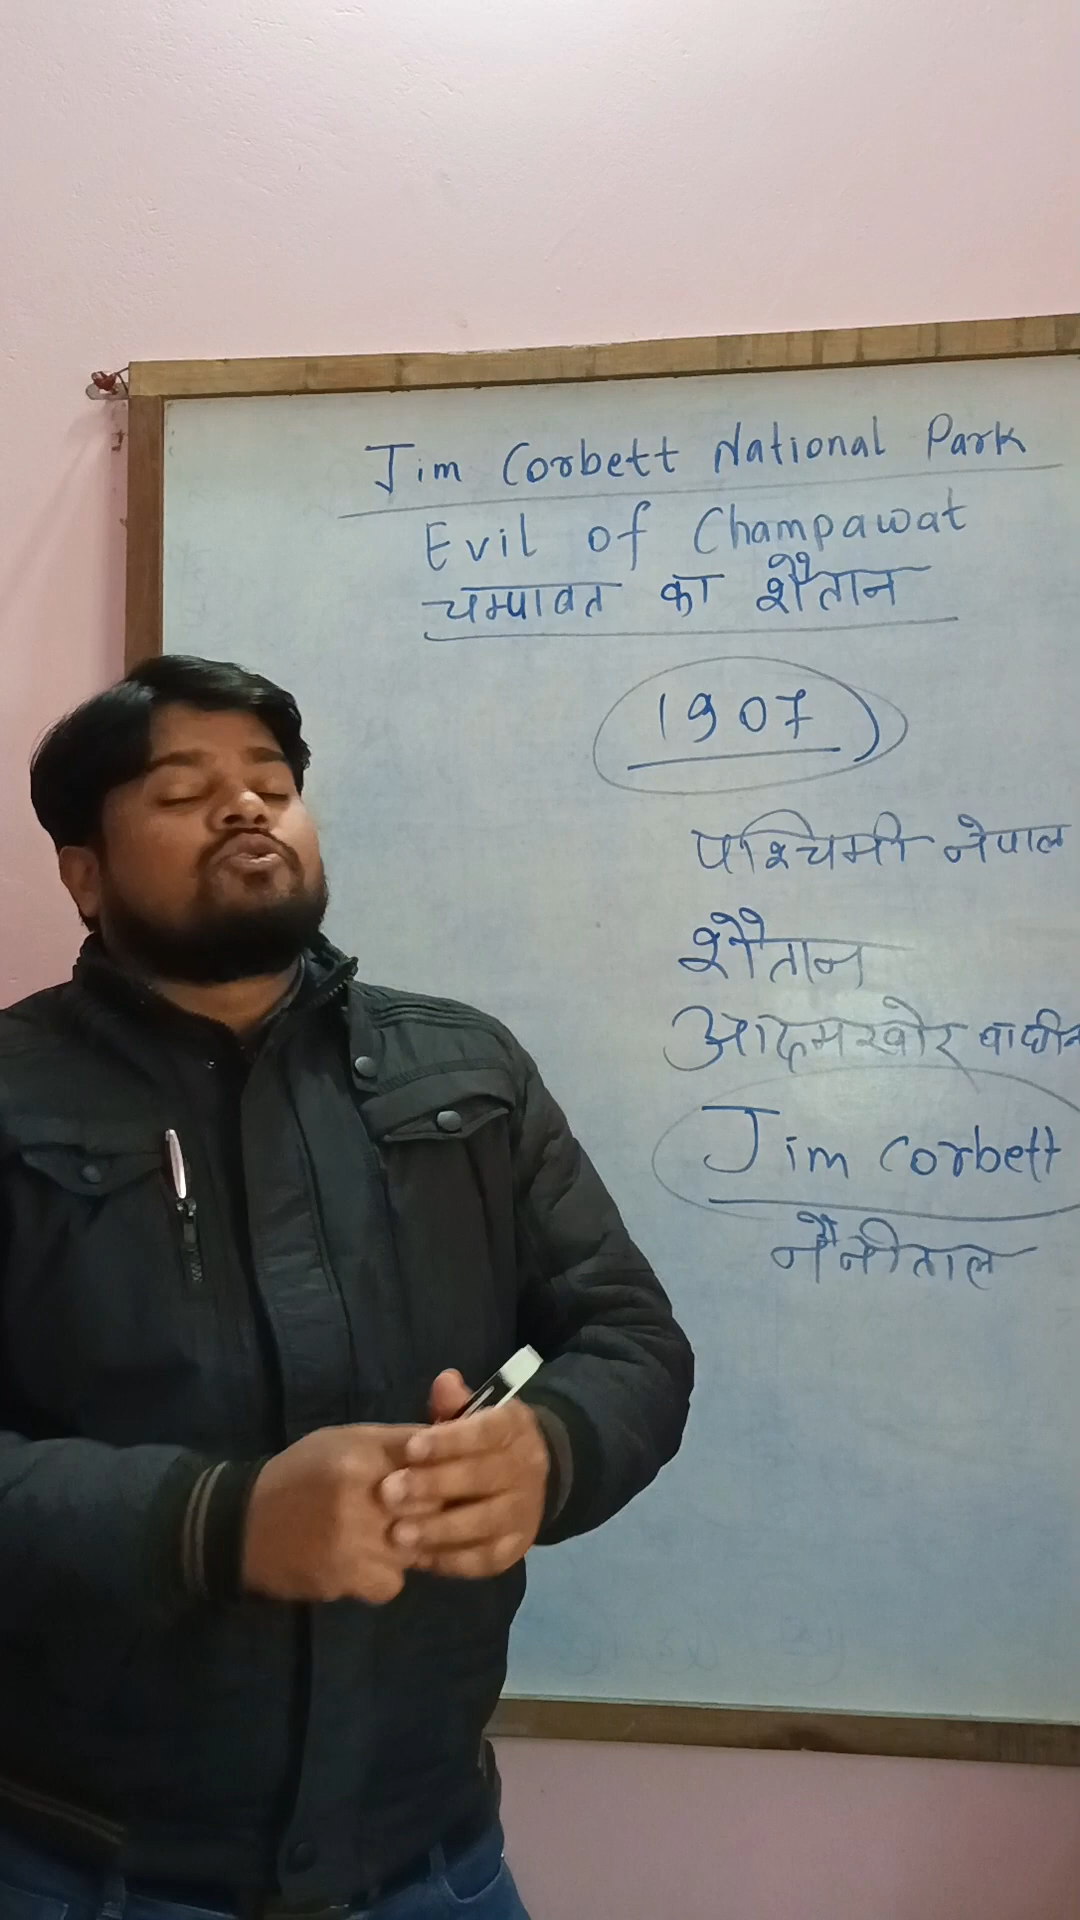 Jim Corbett National Park
Evil of Champawat
चम्पावत का शैतान
1907
पश्चिमी नेपाल
शैतान
आदमखोर बाघीन
Jim Corbett
नैनीताल